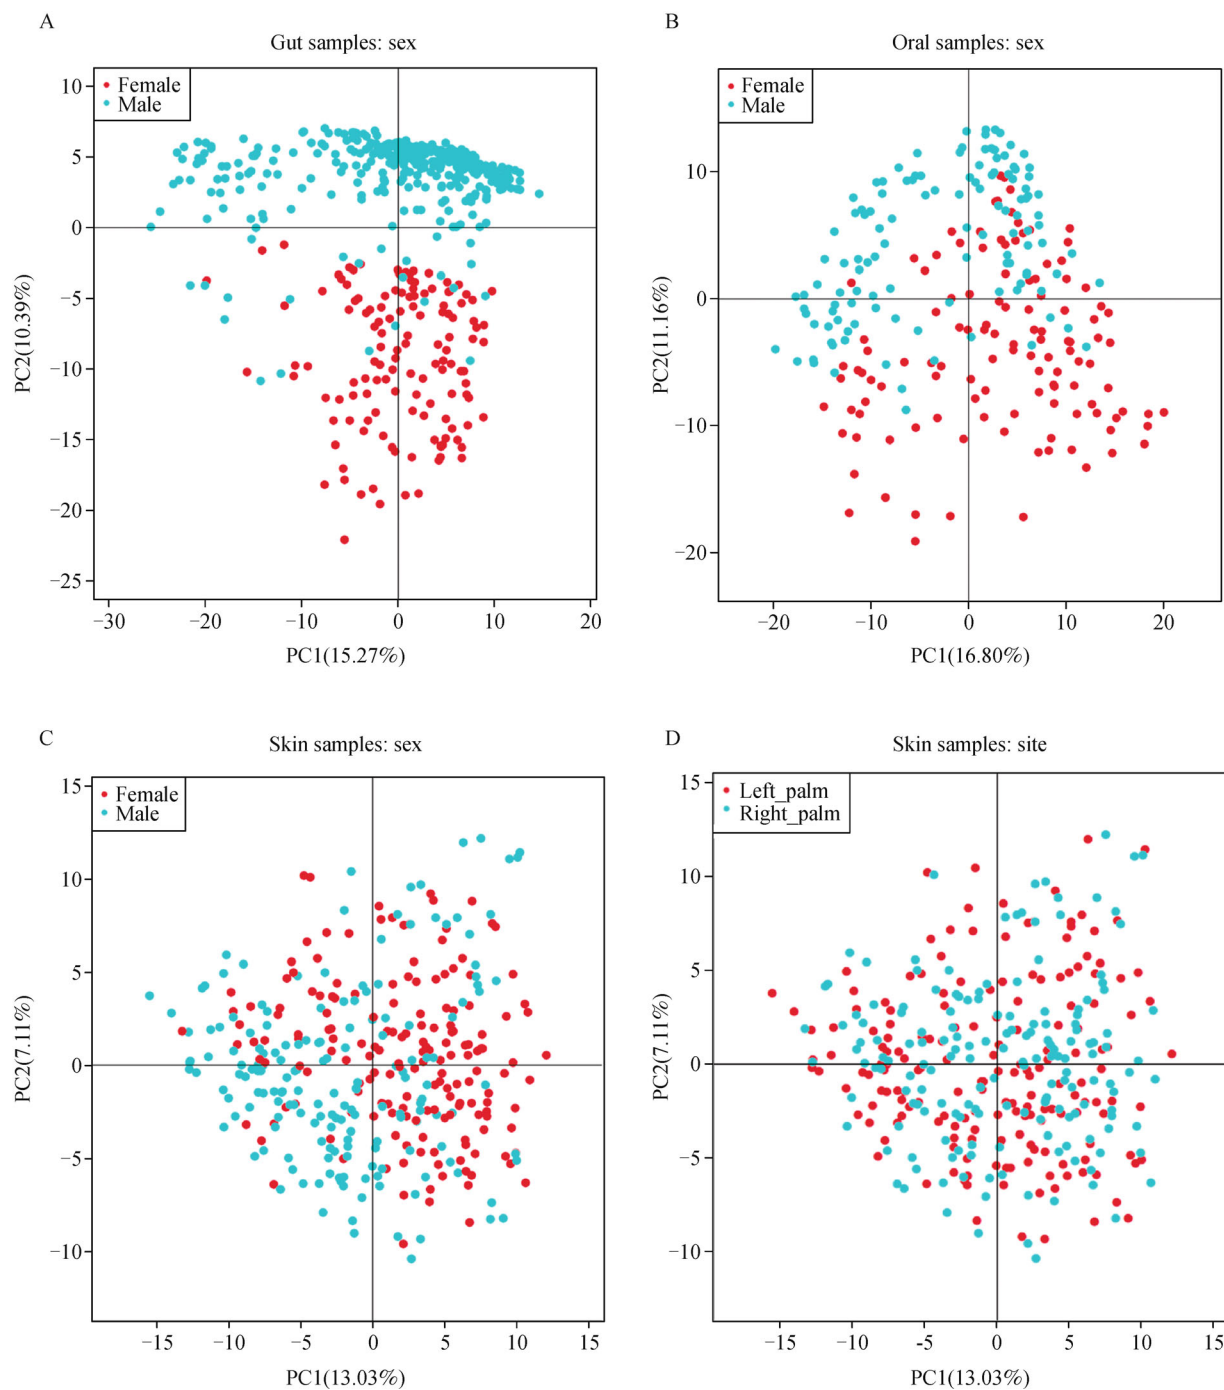 A
Gut samples: sex
Female
Male
10
5
0
−5
−10
−15
−20
−25
PC2(10.39%)
−30
−20
−10
0
10
20
PC1(15.27%)
B
Oral samples: sex
Female
Male
10
0
−10
−20
PC2(11.16%)
−20
−10
0
10
20
PC1(16.80%)
C
Skin samples: sex
Female
Male
15
10
5
0
−5
−10
PC2(7.11%)
−15
−10
−5
0
5
10
15
PC1(13.03%)
D
Skin samples: site
Left_palm
Right_palm
15
10
5
0
−5
−10
PC2(7.11%)
−15
−10
-5
0
5
10
15
PC1(13.03%)